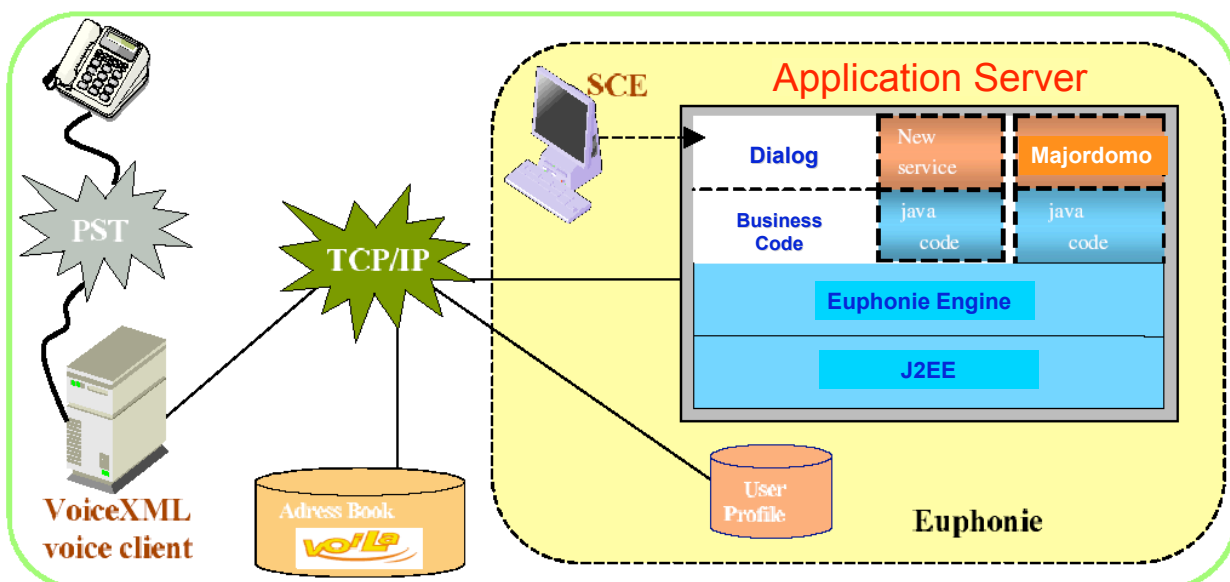 Application Server
SCE
Dialog
New
service
Majordomo
Business
Code
java
code
java
code
PST
TCP/IP
Euphonie Engine
J2EE
VoiceXML
voice client
Adress Book
voila
User
Profile
Euphonie